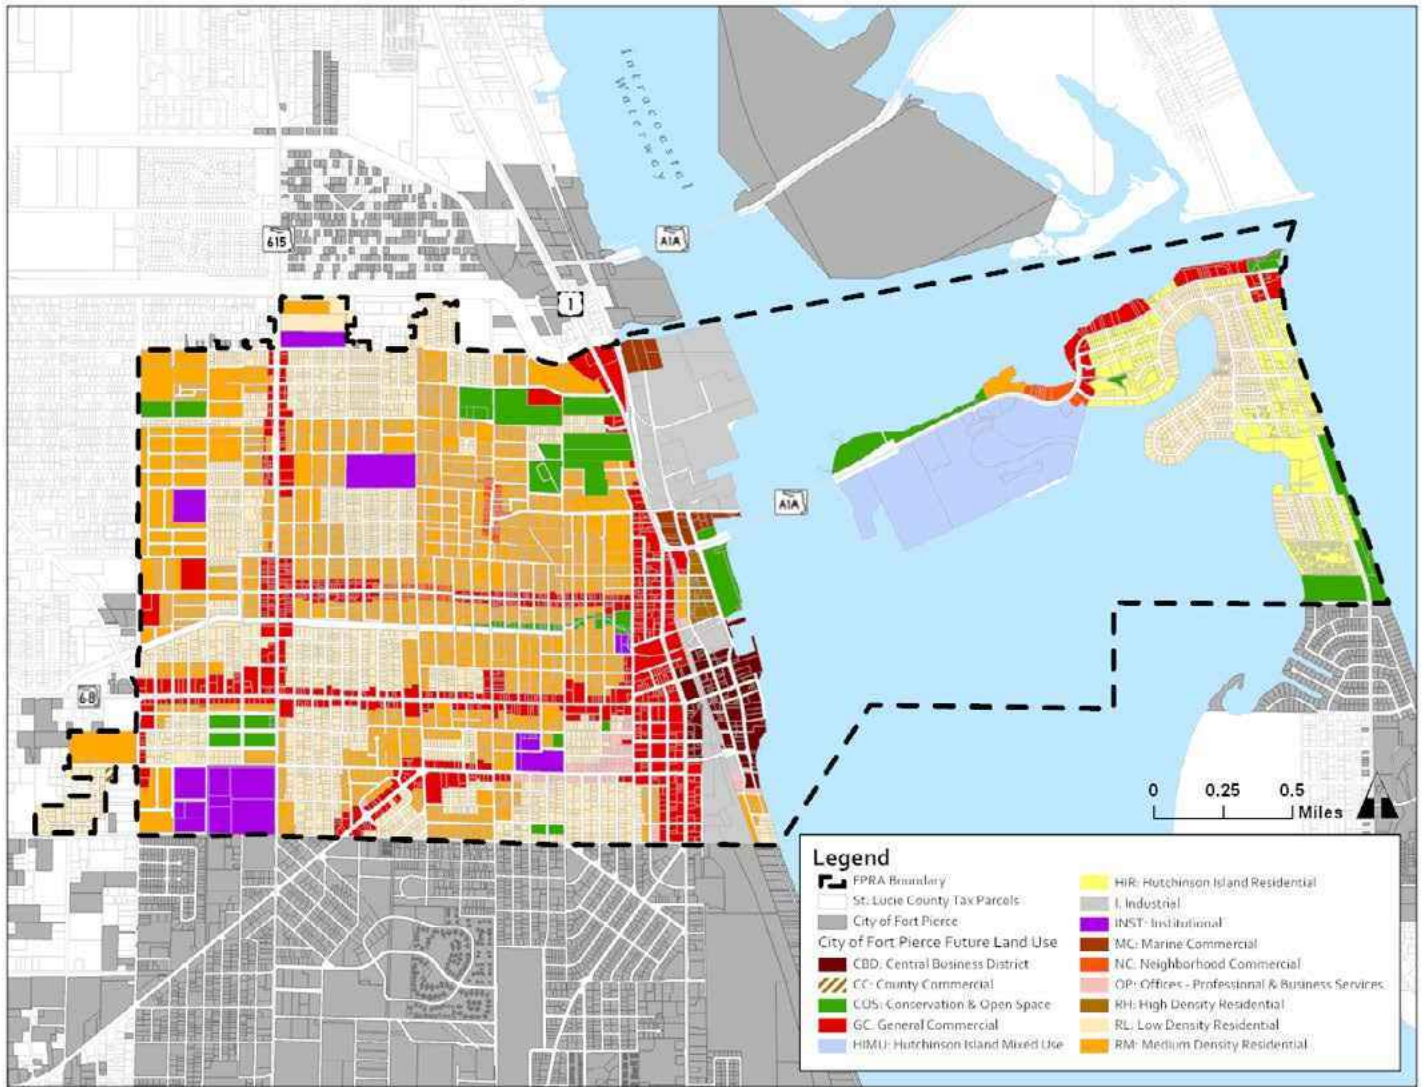 Intracoastal
Waterway
615
A1A
1
A1A
68
0 0.25 0.5
Miles
Legend
FPRA Boundary
St. Lucie County Tax Parcels
City of Fort Pierce
City of Fort Pierce Future Land Use
CBD: Central Business District
CC: County Commercial
COS: Conservation & Open Space
GC: General Commercial
HIMU: Hutchinson Island Mixed Use
HIR: Hutchinson Island Residential
I: Industrial
INST: Institutional
MC: Marine Commercial
NC: Neighborhood Commercial
OP: Offices - Professional & Business Services
RH: High Density Residential
RL: Low Density Residential
RM: Medium Density Residential